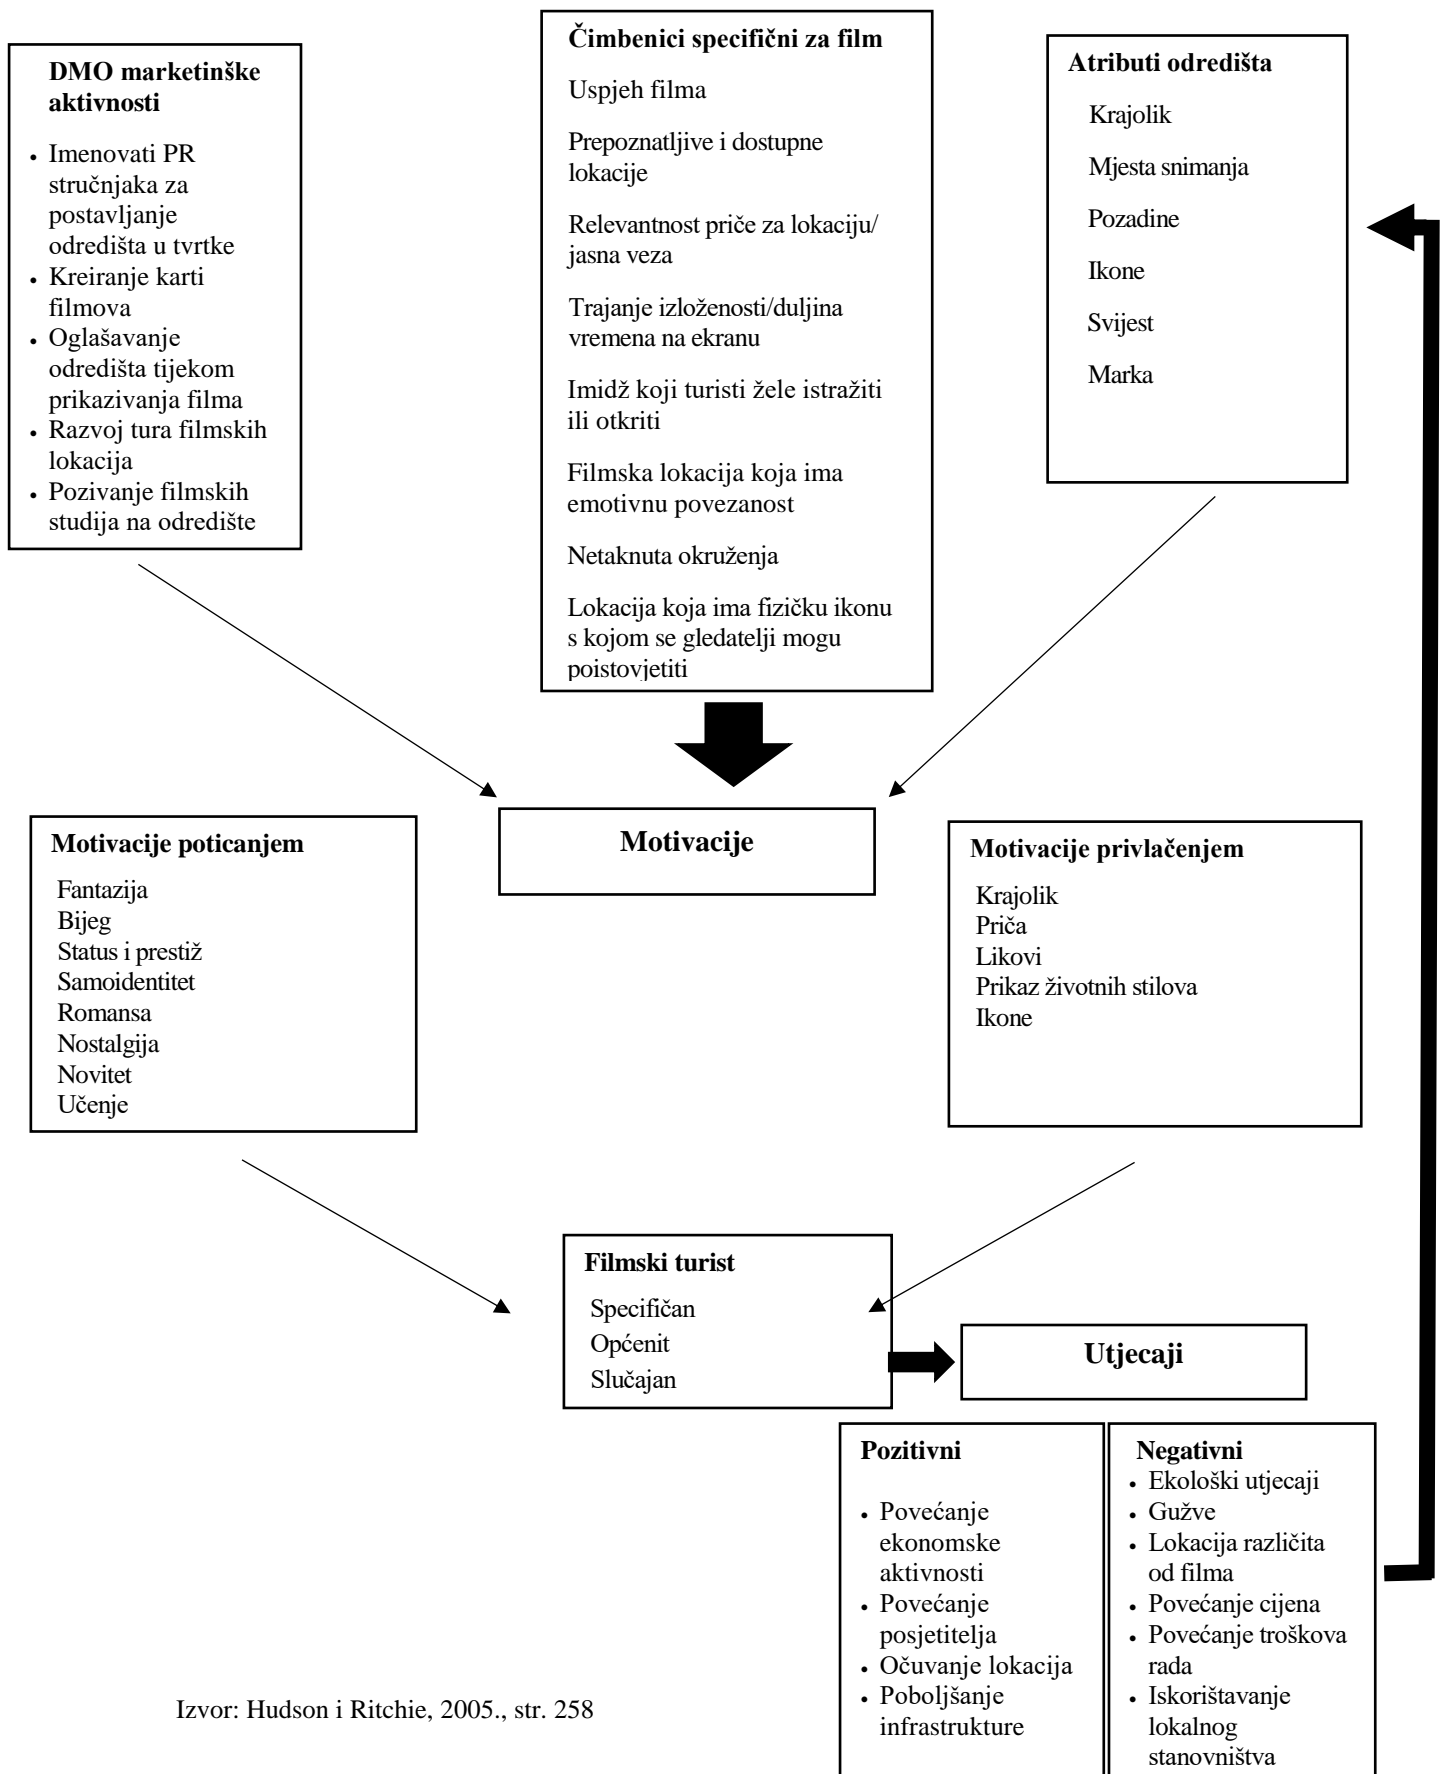 DMO marketinške
aktivnosti
• Imenovati PR
stručnjaka za
postavljanje
odredišta u tvrtke
• Kreiranje karti
filmova
• Oglašavanje
odredišta tijekom
prikazivanja filma
• Razvoj tura filmskih
lokacija
• Pozivanje filmskih
studija na odredište
Čimbenici specifični za film
Uspjeh filma
Prepoznatljive i dostupne
lokacije
Relevantnost priče za lokaciju/
jasna veza
Trajanje izloženosti/duljina
vremena na ekranu
Imidž koji turisti žele istražiti
ili otkriti
Filmska lokacija koja ima
emotivnu povezanost
Netaknuta okruženja
Lokacija koja ima fizičku ikonu
s kojom se gledatelji mogu
poistovjetiti
Atributi odredišta
Krajolik
Mjesta snimanja
Pozadine
Ikone
Svijest
Marka
Motivacije
Motivacije poticanjem
Fantazija
Bijeg
Status i prestiž
Samoidentitet
Romansa
Nostalgija
Novitet
Učenje
Motivacije privlačenjem
Krajolik
Priča
Likovi
Prikaz životnih stilova
Ikone
Filmski turist
Specifičan
Općenit
Slučajan
Utjecaji
Pozitivni
• Povećanje
ekonomske
aktivnosti
• Povećanje
posjetitelja
• Očuvanje lokacija
• Poboljšanje
infrastrukture
Negativni
• Ekološki utjecaji
• Gužve
• Lokacija različita
od filma
• Povećanje cijena
• Povećanje troškova
rada
• Iskorištavanje
lokalnog
stanovništva
Izvor: Hudson i Ritchie, 2005., str. 258